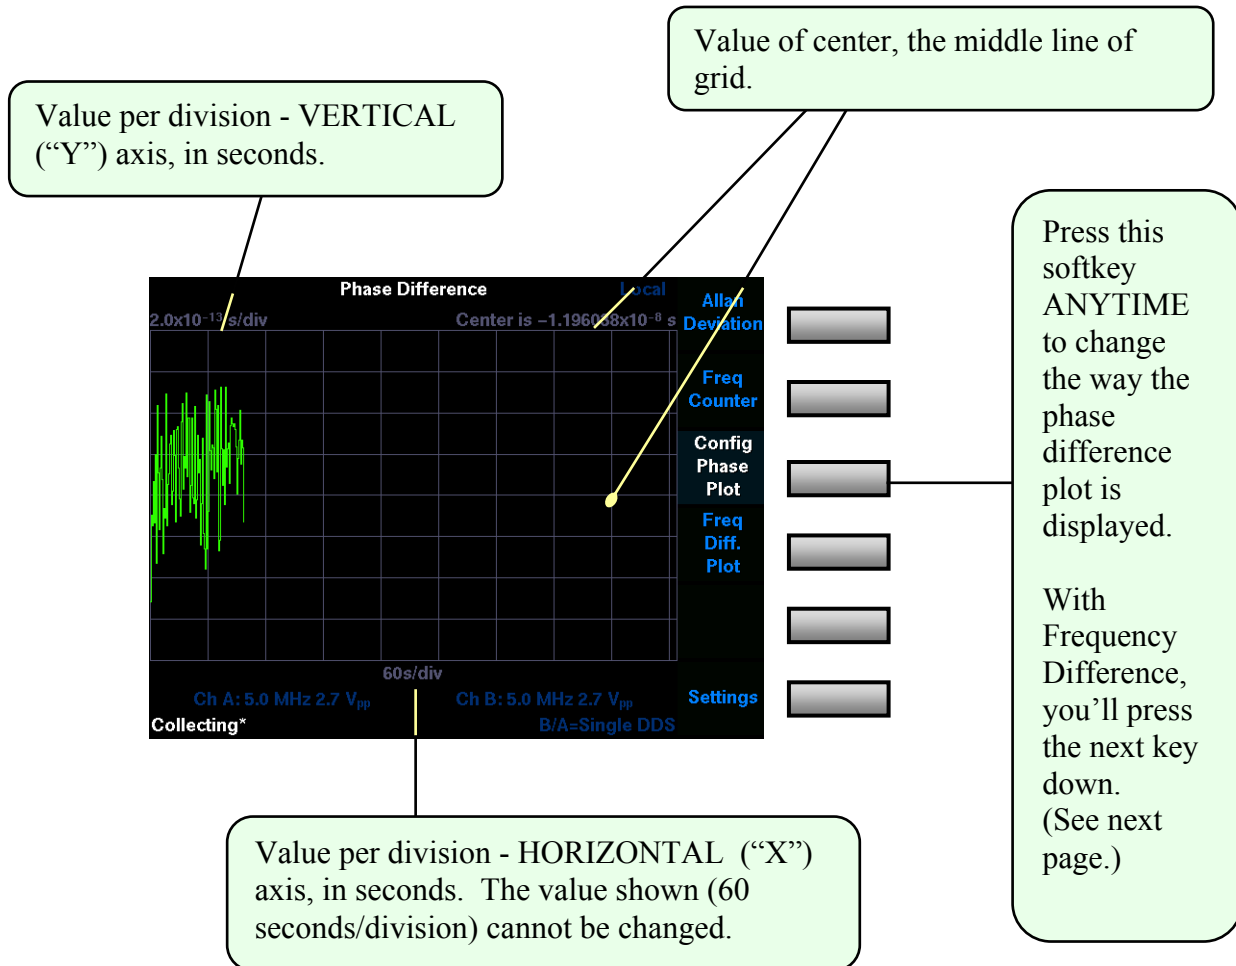 Value of center, the middle line of
grid.
Value per division - VERTICAL
(“Y”) axis, in seconds.
Press this
softkey
ANYTIME
to change
the way the
phase
difference
plot is
displayed.
With
Frequency
Difference,
you’ll press
the next key
down.
(See next
page.)
Phase Difference
Local
2.0x10⁻¹³ s/div
Center is −1.196038x10⁻⁸ s
Allan
Deviation
Freq
Counter
Config
Phase
Plot
Freq
Diff.
Plot
Settings
60s/div
Ch A: 5.0 MHz 2.7 Vpp
Ch B: 5.0 MHz 2.7 Vpp
Collecting*
B/A=Single DDS
Value per division - HORIZONTAL (“X”)
axis, in seconds. The value shown (60
seconds/division) cannot be changed.